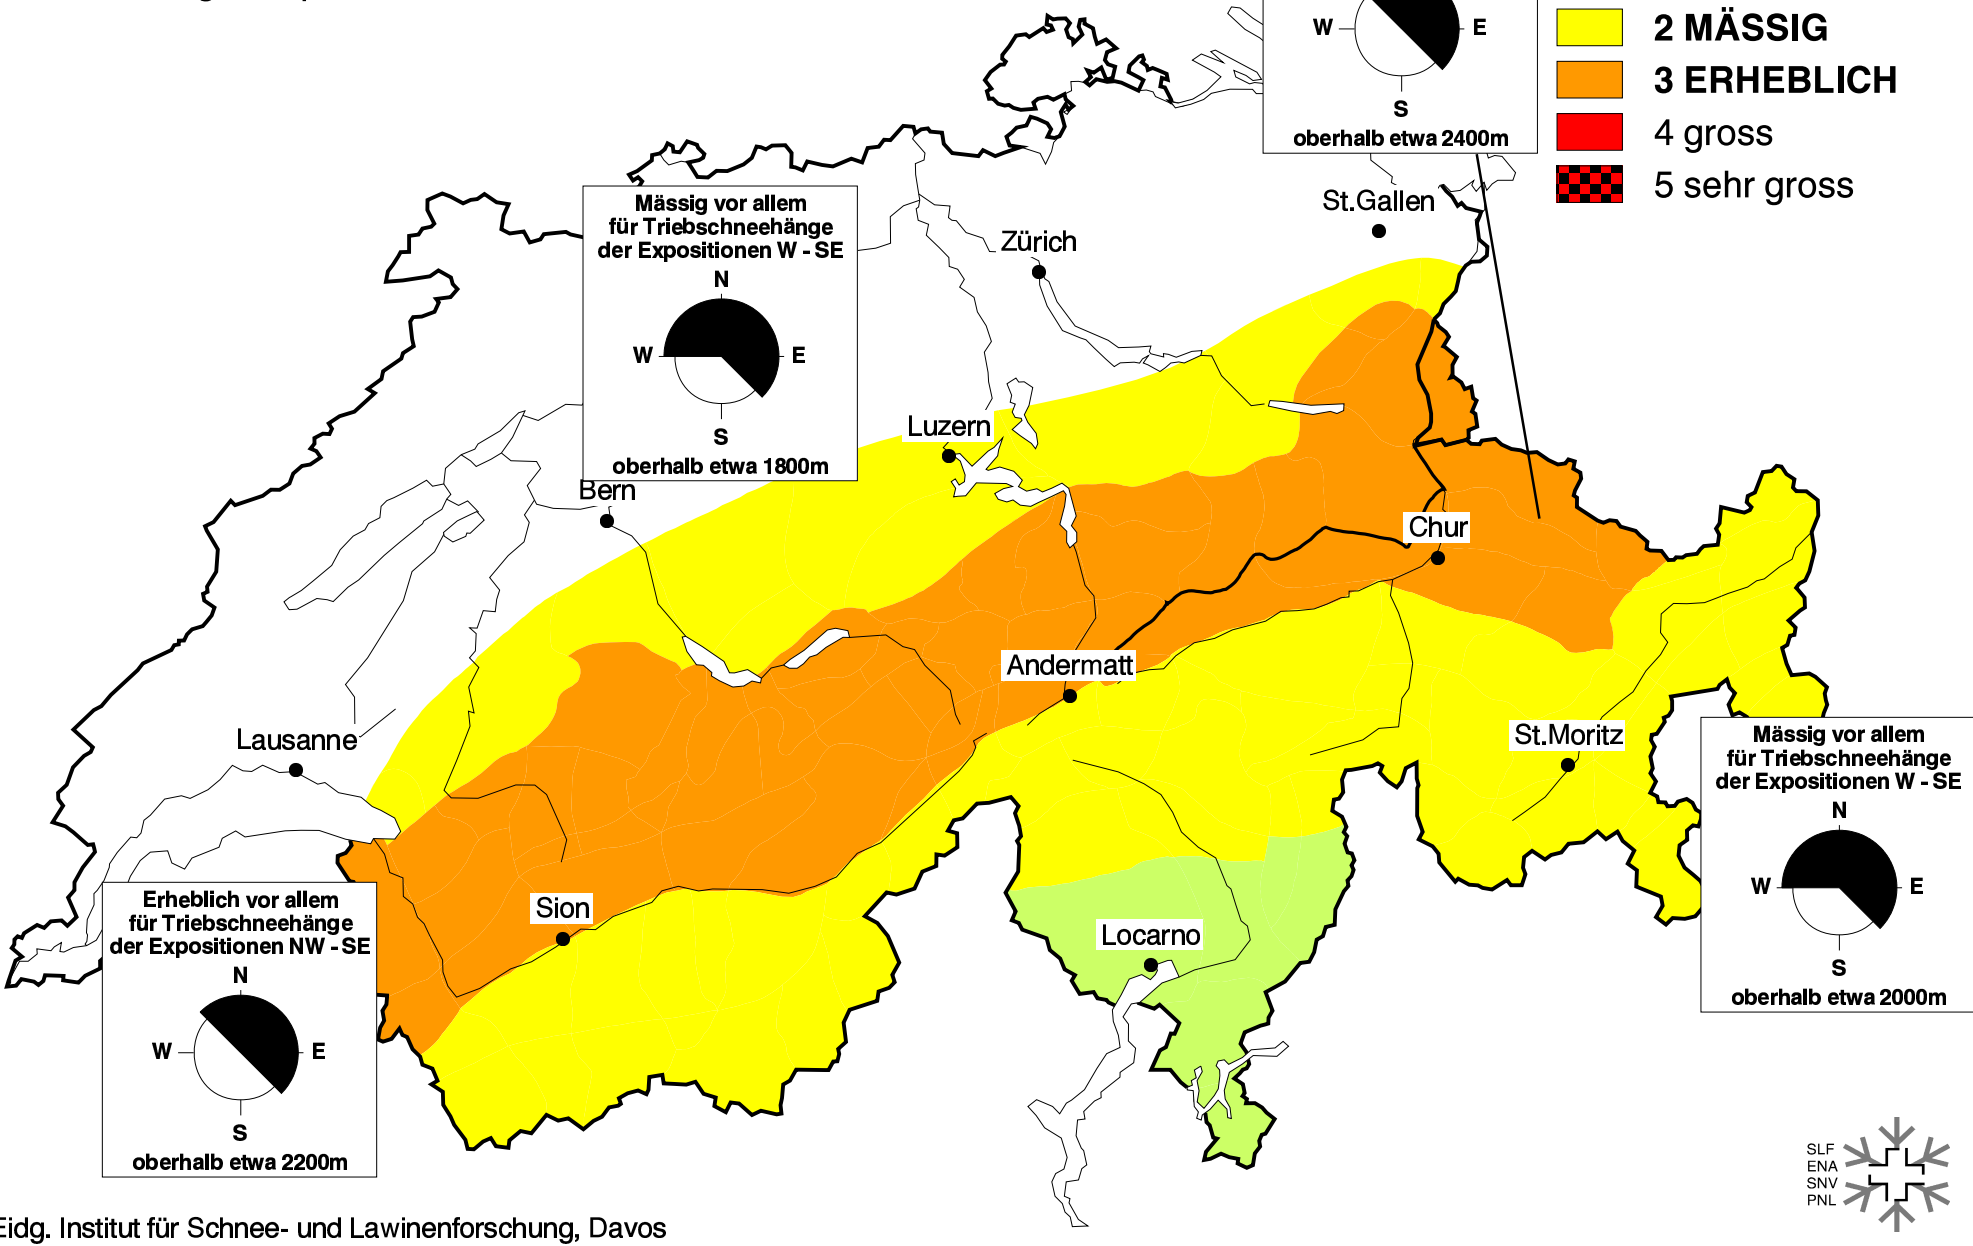 W
E
S
oberhalb etwa 2400m
2 MÄSSIG
3 ERHEBLICH
4 gross
5 sehr gross
St.Gallen
Zürich
Mässig vor allem
für Triebschneehänge
der Expositionen W - SE
N
W
E
S
oberhalb etwa 1800m
Luzern
Bern
Chur
Andermatt
Lausanne
St.Moritz
Sion
Locarno
Mässig vor allem
für Triebschneehänge
der Expositionen W - SE
N
W
E
S
oberhalb etwa 2000m
Erheblich vor allem
für Triebschneehänge
der Expositionen NW - SE
N
W
E
S
oberhalb etwa 2200m
SLF
ENA
SNV
PNL
Eidg. Institut für Schnee- und Lawinenforschung, Davos